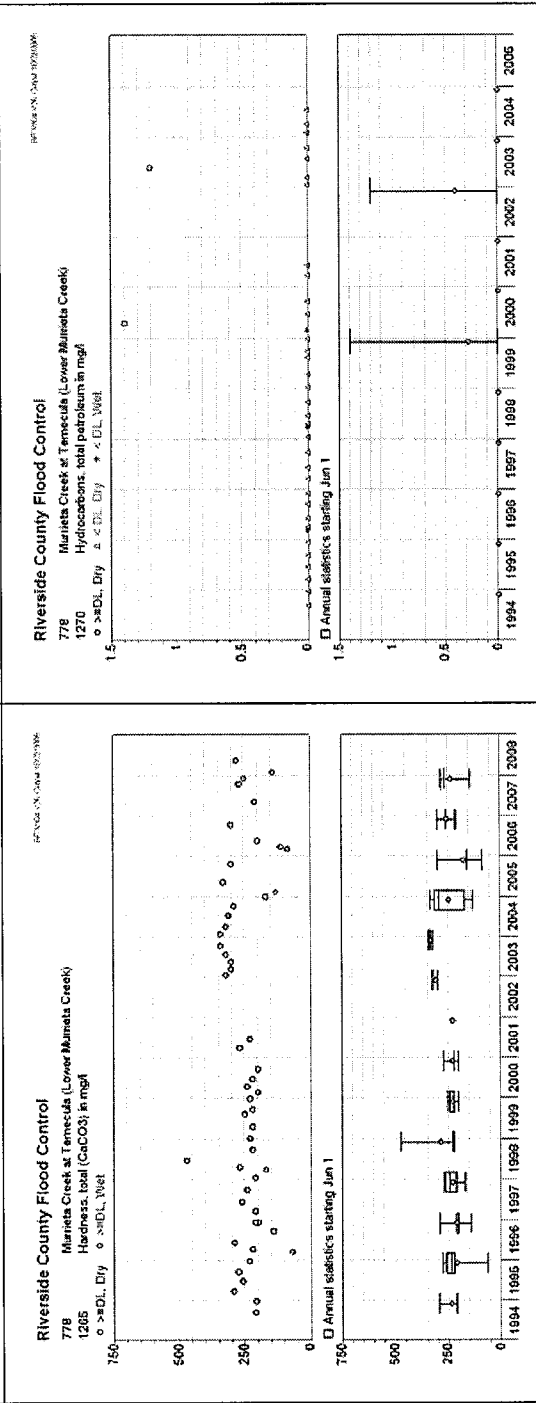 Riverside County Flood Control
778 Murrieta Creek at Temecula (Lower Murrieta Creek)
1265 Hardness, total (CaCO3) in mg/l
o >=DL, Dry o >=DL, Wet
750
500
250
0
□ Annual statistics starting Jun 1
750
500
250
0
1994 1995 1996 1997 1998 1999 2000 2001 2002 2003 2004 2005 2006 2007 2008
Riverside County Flood Control
778 Murrieta Creek at Temecula (Lower Murrieta Creek)
1270 Hydrocarbons, total petroleum in mg/l
o >=DL, Dry △ < DL, Dry < DL, Wet
1.5
1
0.5
0
□ Annual statistics starting Jun 1
1.5
1
0.5
0
1994 1995 1996 1997 1998 1999 2000 2001 2002 2003 2004 2005